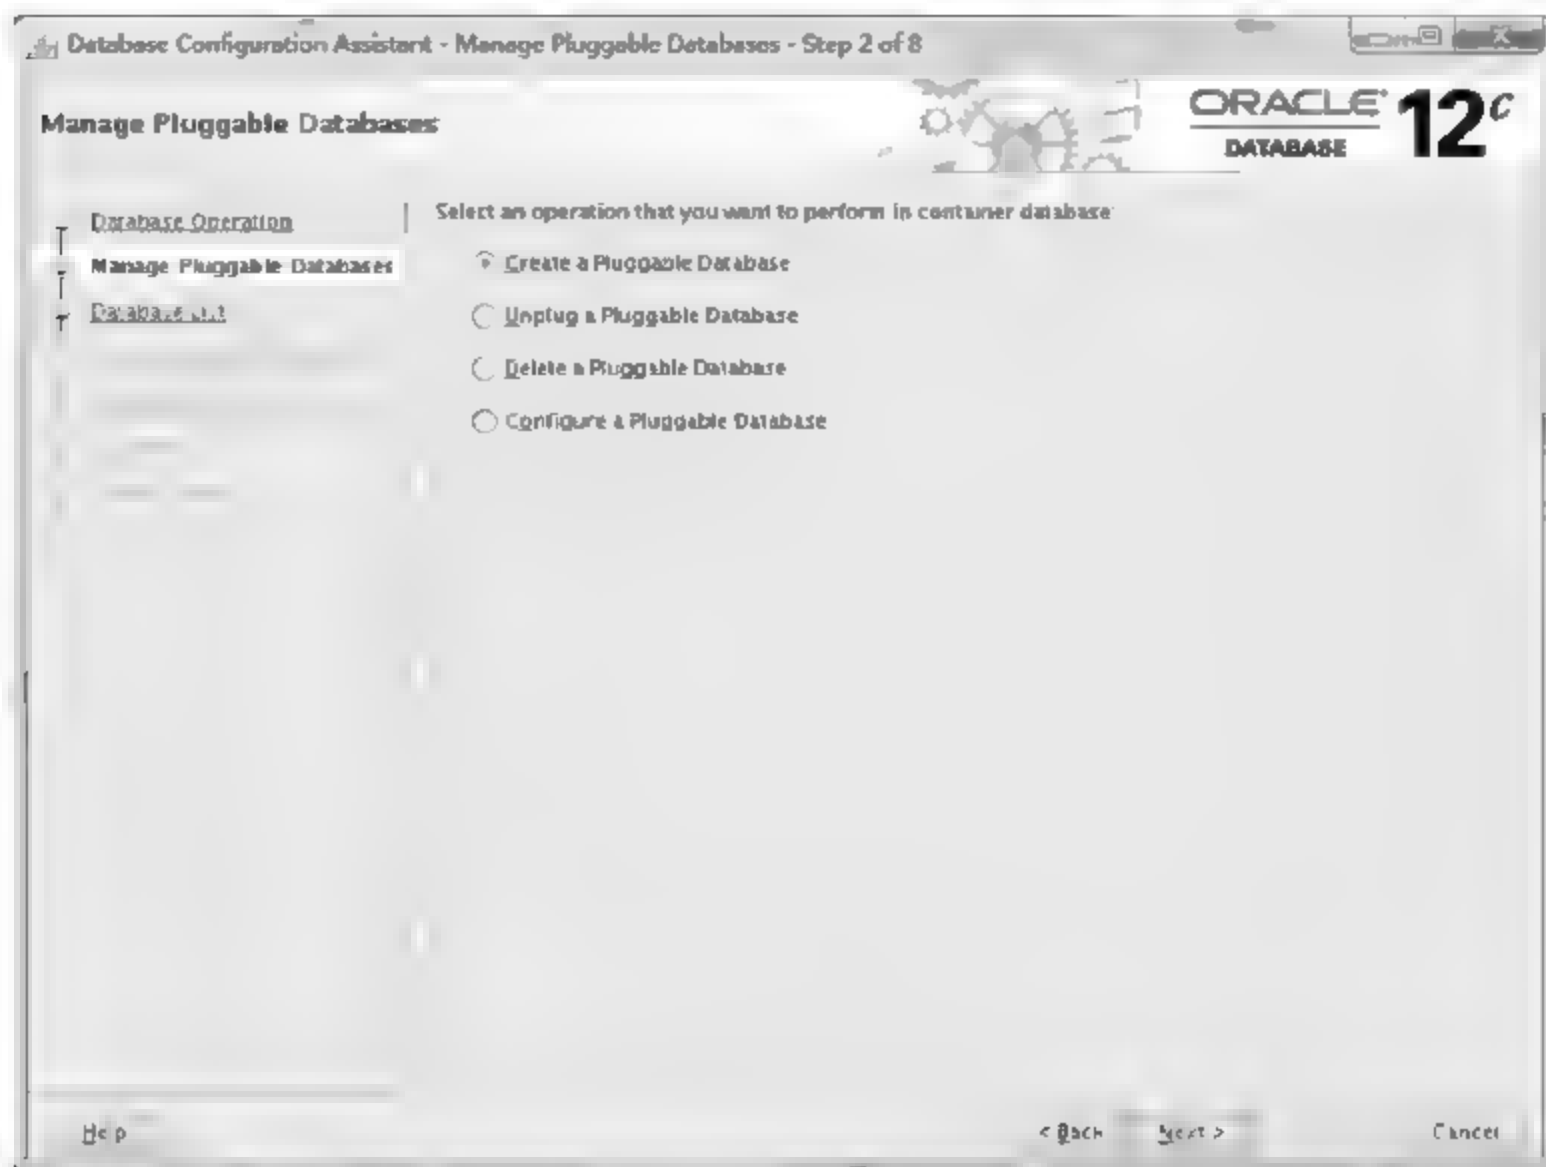 Database Configuration Assistant - Manage Pluggable Databases - Step 2 of 8
Manage Pluggable Databases
ORACLE
DATABASE
12c
Database Operation
Manage Pluggable Databases
Database List
Select an operation that you want to perform in container database:
Create a Pluggable Database
Unplug a Pluggable Database
Delete a Pluggable Database
Configure a Pluggable Database
Help
< Back
Next >
Cancel